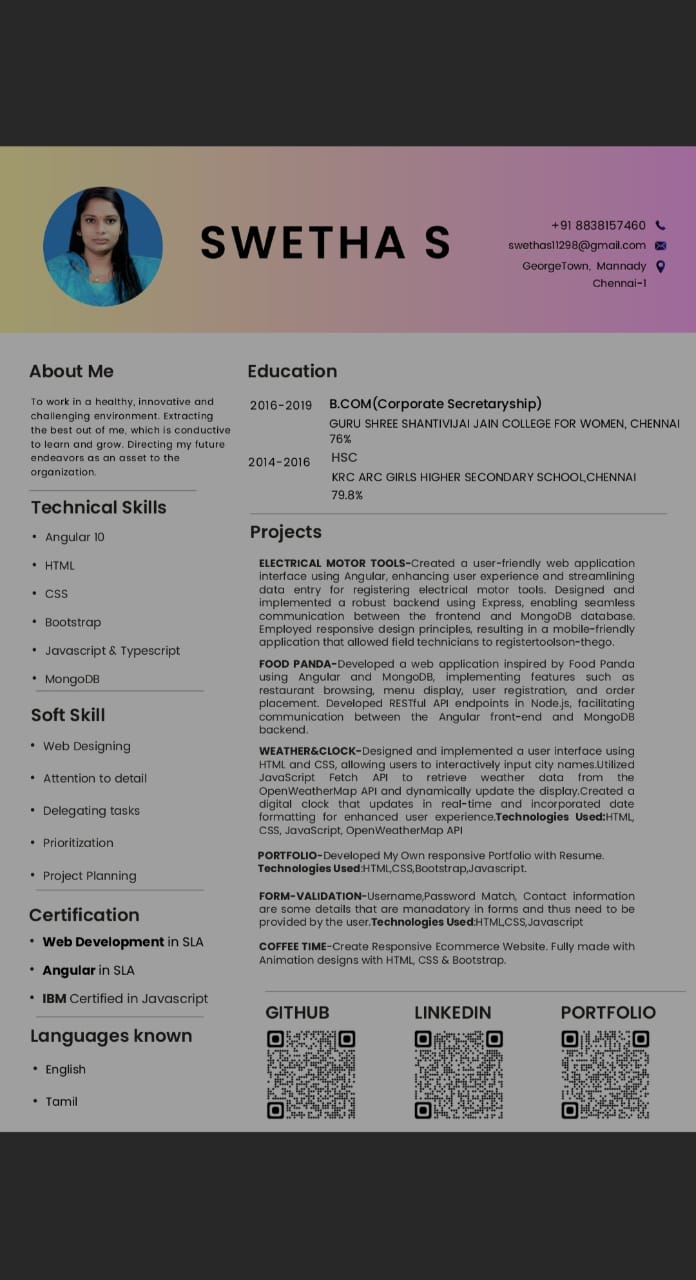 SWETHA S
+91 8838157460
swethas11298@gmail.com
GeorgeTown, Mannady
Chennai-1
About Me
To work in a healthy, innovative and
challenging environment. Extracting
the best out of me, which is conductive
to learn and grow. Directing my future
endeavors as an asset to the
organization.
Technical Skills
• Angular 10
• HTML
• CSS
• Bootstrap
• Javascript & Typescript
• MongoDB
Soft Skill
• Web Designing
• Attention to detail
• Delegating tasks
• Prioritization
• Project Planning
Certification
• Web Development in SLA
• Angular in SLA
• IBM Certified in Javascript
Languages known
• English
• Tamil
Education
2016-2019 B.COM(Corporate Secretaryship)
GURU SHREE SHANTIVIJAI JAIN COLLEGE FOR WOMEN, CHENNAI
76%
2014-2016 HSC
KRC ARC GIRLS HIGHER SECONDARY SCHOOL,CHENNAI
79.8%
Projects
ELECTRICAL MOTOR TOOLS-Created a user-friendly web application
interface using Angular, enhancing user experience and streamlining
data entry for registering electrical motor tools. Designed and
implemented a robust backend using Express, enabling seamless
communication between the frontend and MongoDB database.
Employed responsive design principles, resulting in a mobile-friendly
application that allowed field technicians to registertoolson-thego.
FOOD PANDA-Developed a web application inspired by Food Panda
using Angular and MongoDB, implementing features such as
restaurant browsing, menu display, user registration, and order
placement. Developed RESTful API endpoints in Node.js, facilitating
communication between the Angular front-end and MongoDB
backend.
WEATHER&CLOCK-Designed and implemented a user interface using
HTML and CSS, allowing users to interactively input city names.Utilized
JavaScript Fetch API to retrieve weather data from the
OpenWeatherMap API and dynamically update the display.Created a
digital clock that updates in real-time and incorporated date
formatting for enhanced user experience.Technologies Used:HTML,
CSS, JavaScript, OpenWeatherMap API
PORTFOLIO-Developed My Own responsive Portfolio with Resume.
Technologies Used:HTML,CSS,Bootstrap,Javascript.
FORM-VALIDATION-Username,Password Match, Contact information
are some details that are manadatory in forms and thus need to be
provided by the user.Technologies Used:HTML,CSS,Javascript
COFFEE TIME-Create Responsive Ecommerce Website. Fully made with
Animation designs with HTML, CSS & Bootstrap.
GITHUB LINKEDIN PORTFOLIO